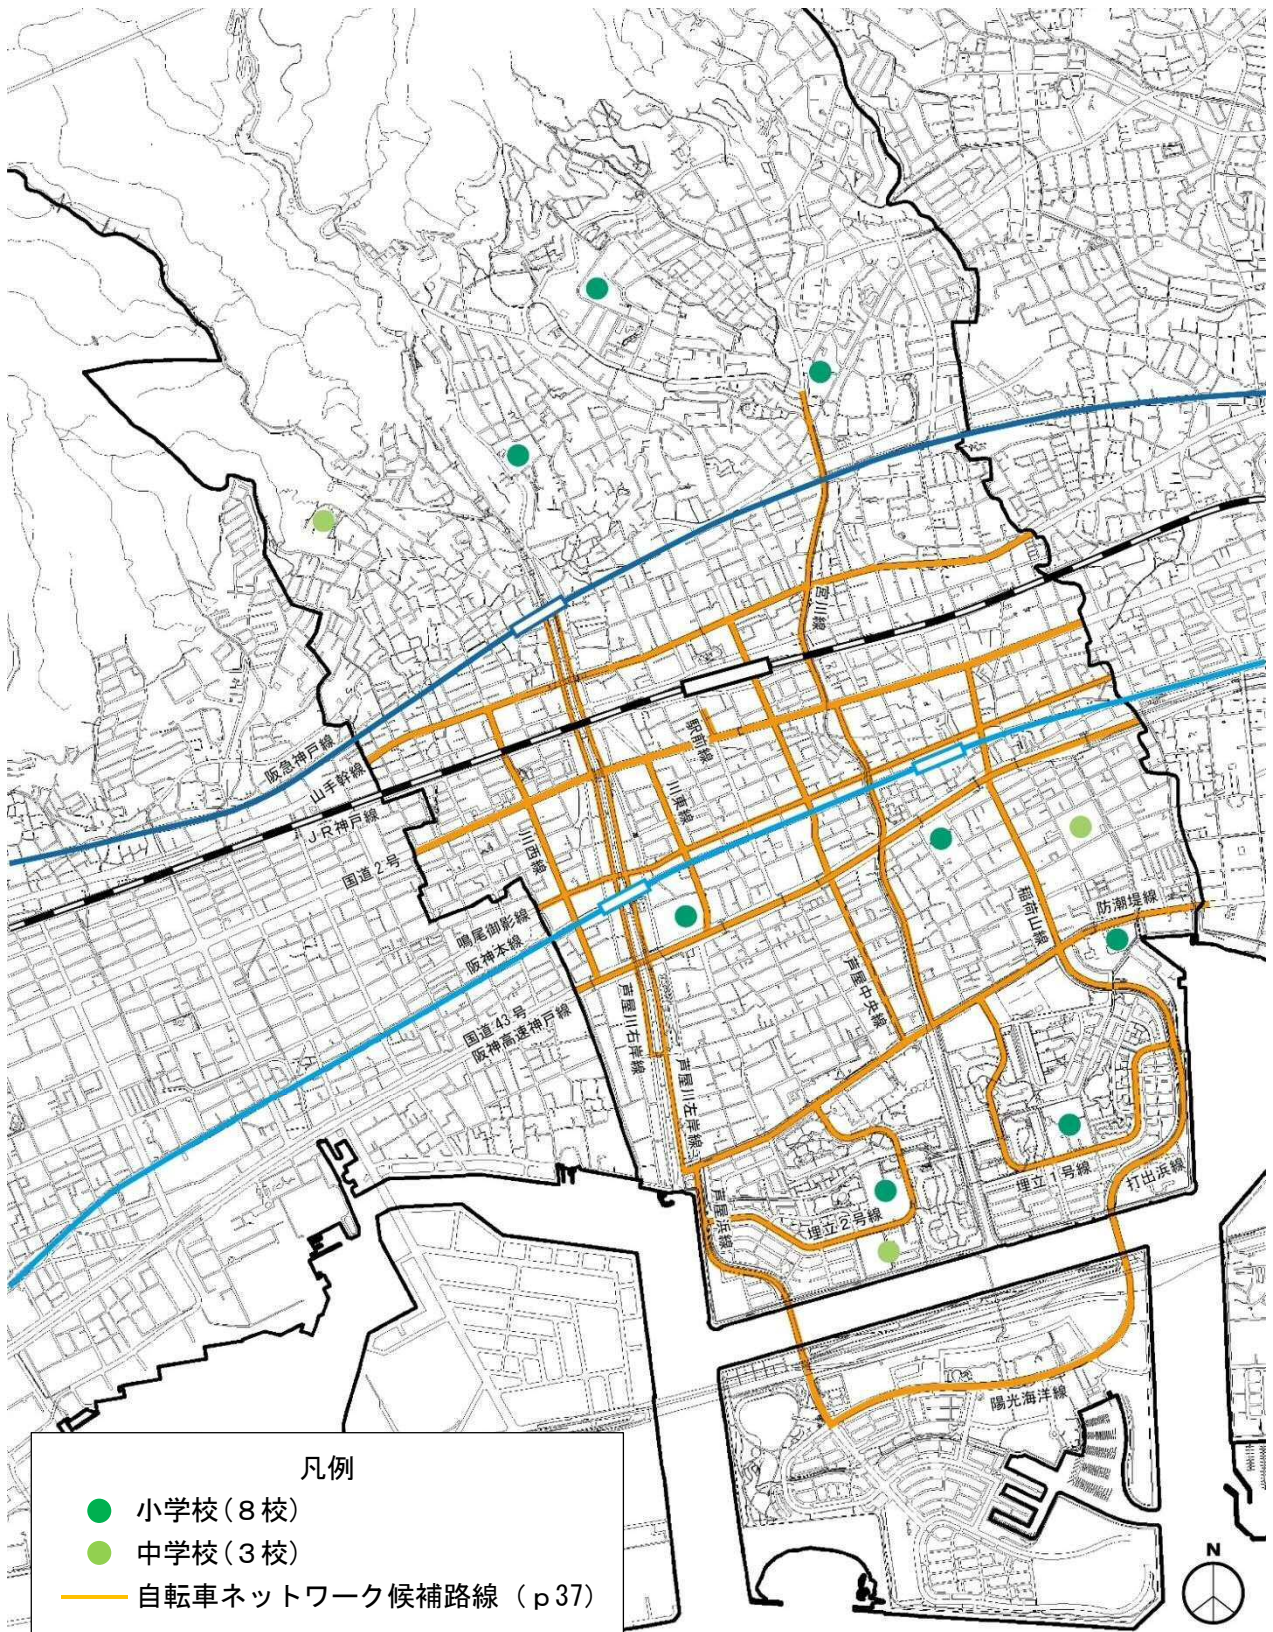 宮川線
駅前線
阪急神戸線
山手幹線
JR神戸線
国道2号
川東線
川西線
鳴尾御影線
阪神本線
稲荷山線
防潮堤線
国道43号
阪神高速神戸線
芦屋川右岸線
芦屋中央線
芦屋川左岸線
芦屋浜線
埋立2号線
埋立1号線
打出浜線
陽光海洋線
凡例
小学校(8校)
中学校(3校)
自転車ネットワーク候補路線 (p37)
N